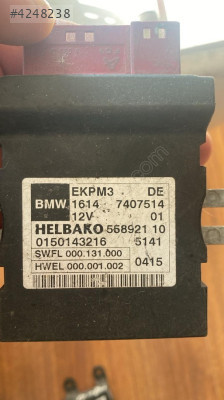 #4248238
EKPM3 DE
BMW 1614 7407514
12V 01
HELBAKO 568921 10
0150143216 5141
SW.FL 000.131.000
HWEL 000.001.002 0415